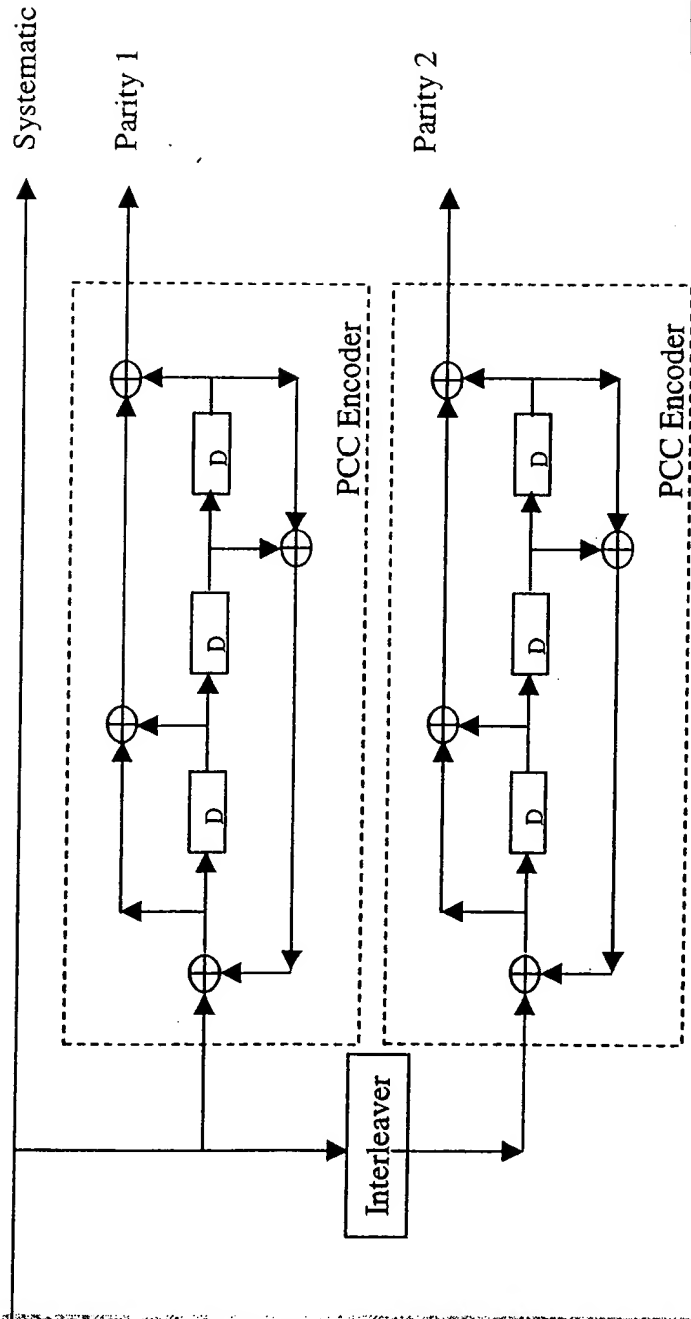 Systematic
Parity 1
D
D
D
PCC Encoder
Interleaver
Parity 2
D
D
D
PCC Encoder